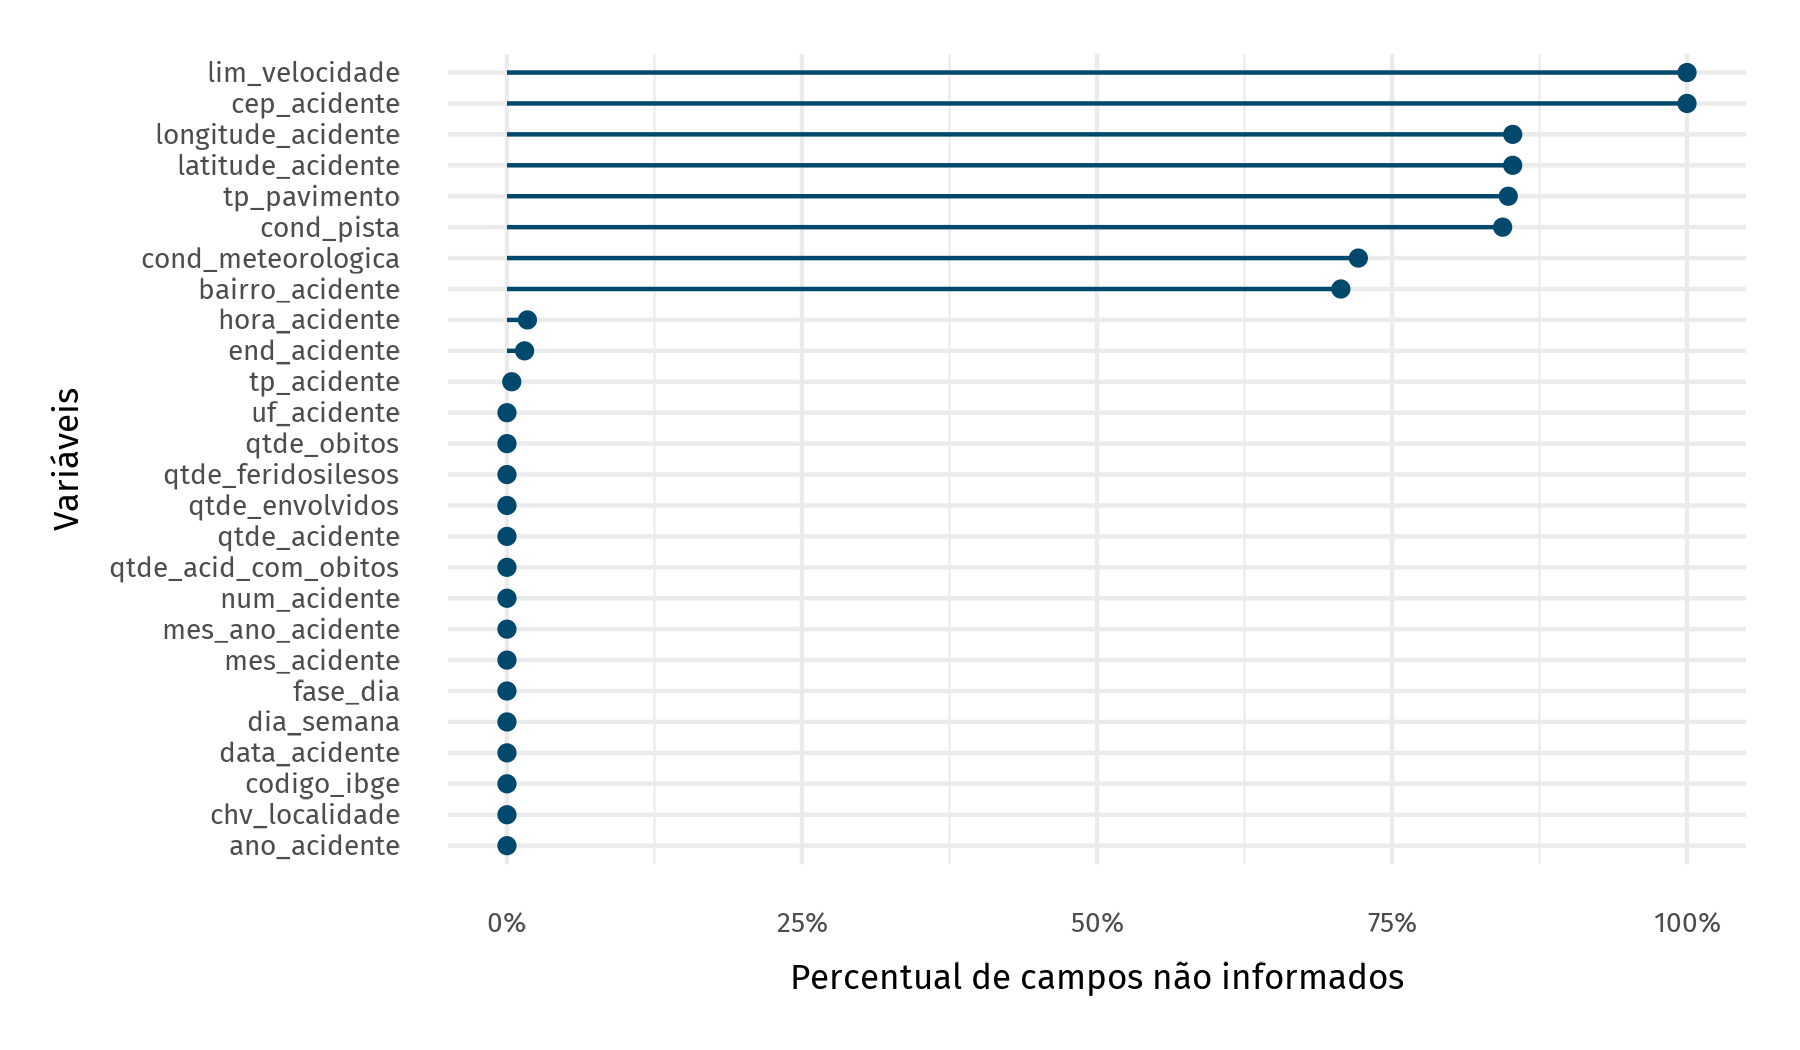 lim_velocidade
cep_acidente
longitude_acidente
latitude_acidente
tp_pavimento
cond_pista
cond_meteorologica
bairro_acidente
hora_acidente
end_acidente
tp_acidente
uf_acidente
qtde_obitos
qtde_feridosilesos
qtde_envolvidos
qtde_acidente
qtde_acid_com_obitos
num_acidente
mes_ano_acidente
mes_acidente
fase_dia
dia_semana
data_acidente
codigo_ibge
chv_localidade
ano_acidente
Variáveis
0% 25% 50% 75% 100%
Percentual de campos não informados